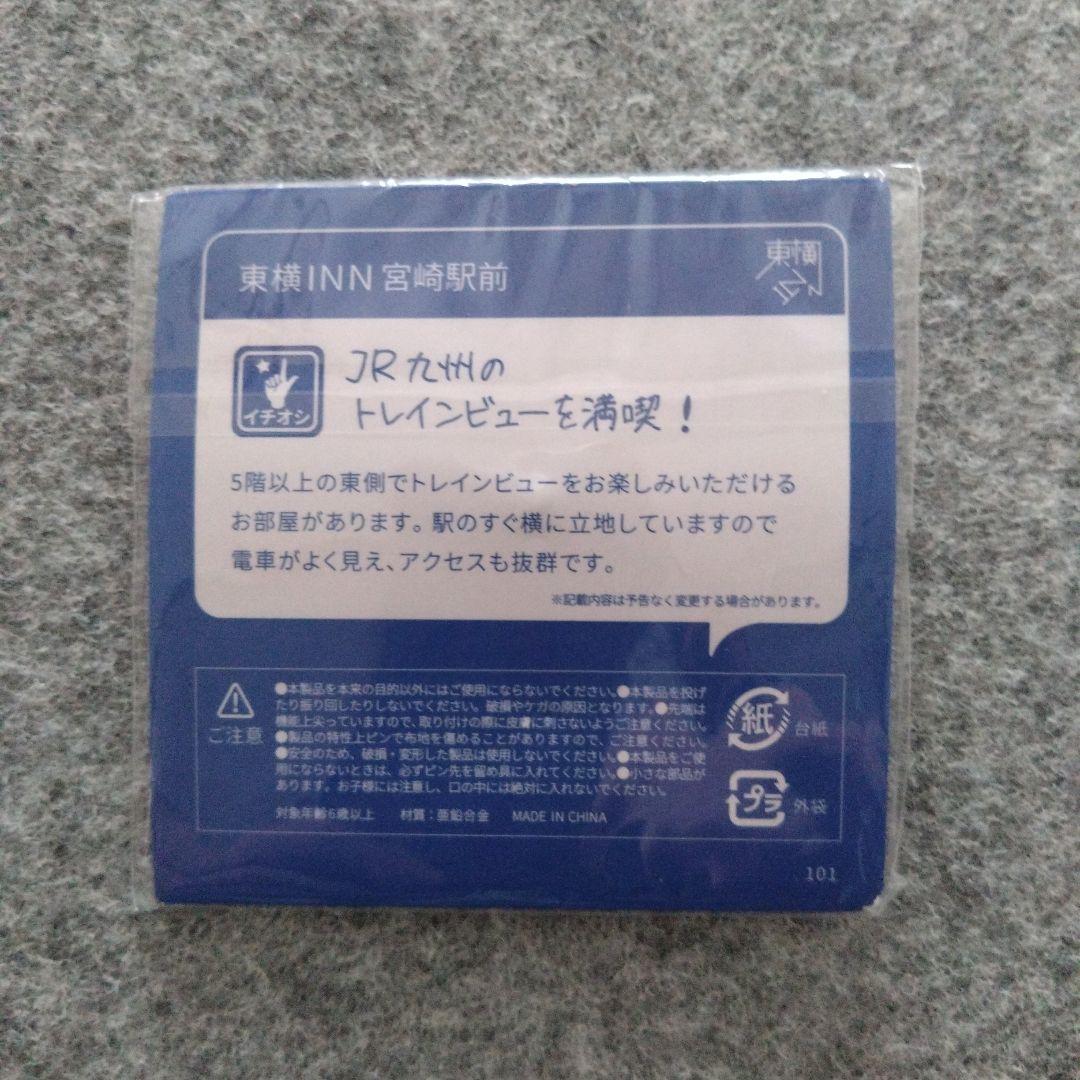 東横INN 宮崎駅前
東横INN
イチオシ
JR九州の
トレインビューを満喫！
5階以上の東側でトレインビューをお楽しみいただける
お部屋があります。駅のすぐ横に立地していますので
電車がよく見え、アクセスも抜群です。
※記載内容は予告なく変更する場合があります。
ご注意
●本製品を本来の目的以外にはご使用にならないでください。●本製品を投げ
たり振り回したりしないでください。破損やケガの原因となります。●先端は
機能上尖っていますので、取り付けの際に皮膚に刺さないようご注意ください。
●製品の特性上ピンで布地を傷めることがありますので、ご注意ください。
●安全のため、破損・変形した製品は使用しないでください。●本製品をご使
用にならないときは、必ずピン先を留め具に入れてください。●小さな部品が
あります。お子様には注意し、口の中には絶対に入れないでください。
対象年齢6歳以上 材質：亜鉛合金 MADE IN CHINA
紙 台紙
プラ 外袋
101